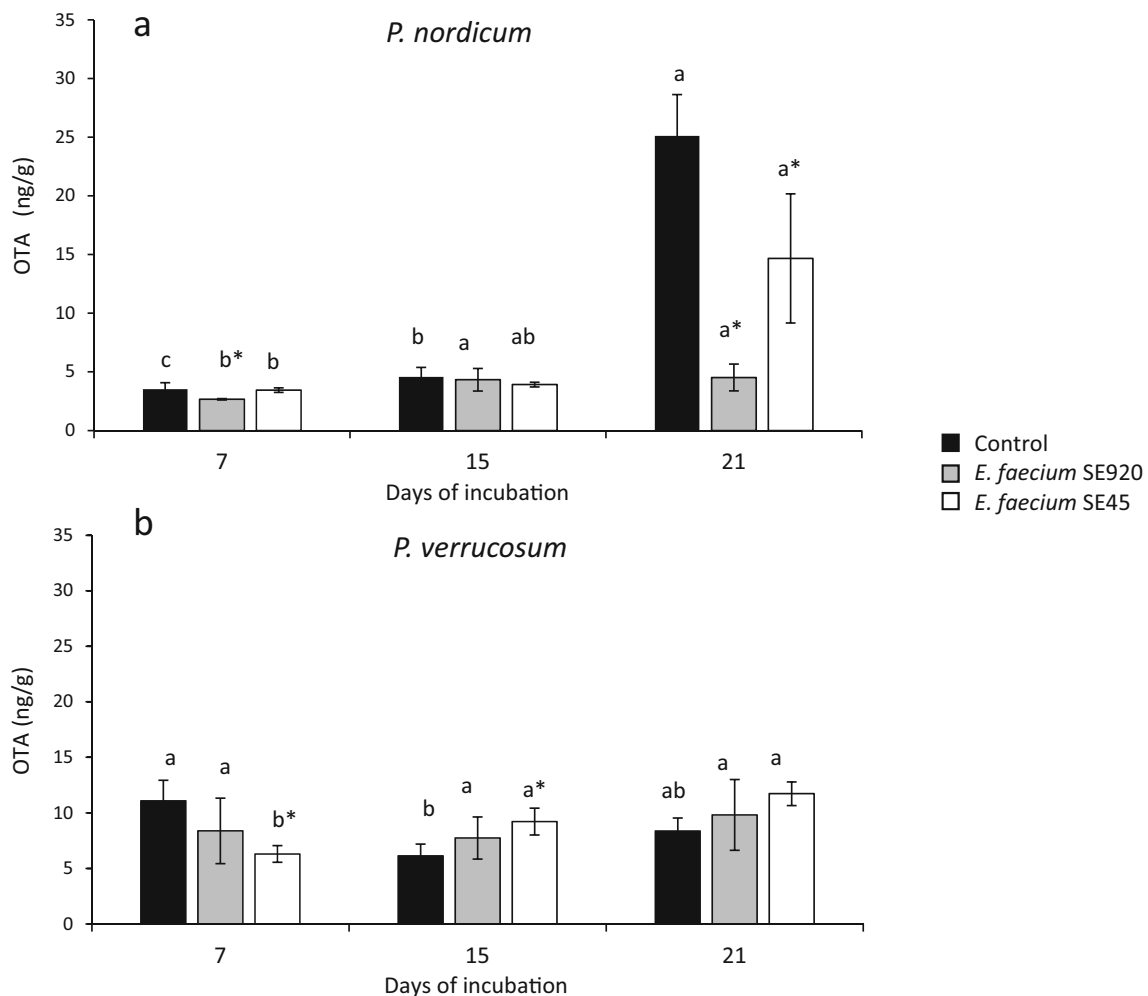 a
P. nordicum
35
30
25
20
15
10
5
0
OTA (ng/g)
c b* b
b a ab
a a* a*
7 15 21
Days of incubation
Control
E. faecium SE920
E. faecium SE45
b
P. verrucosum
35
30
25
20
15
10
5
0
OTA (ng/g)
a a b*
b a a*
ab a a
7 15 21
Days of incubation